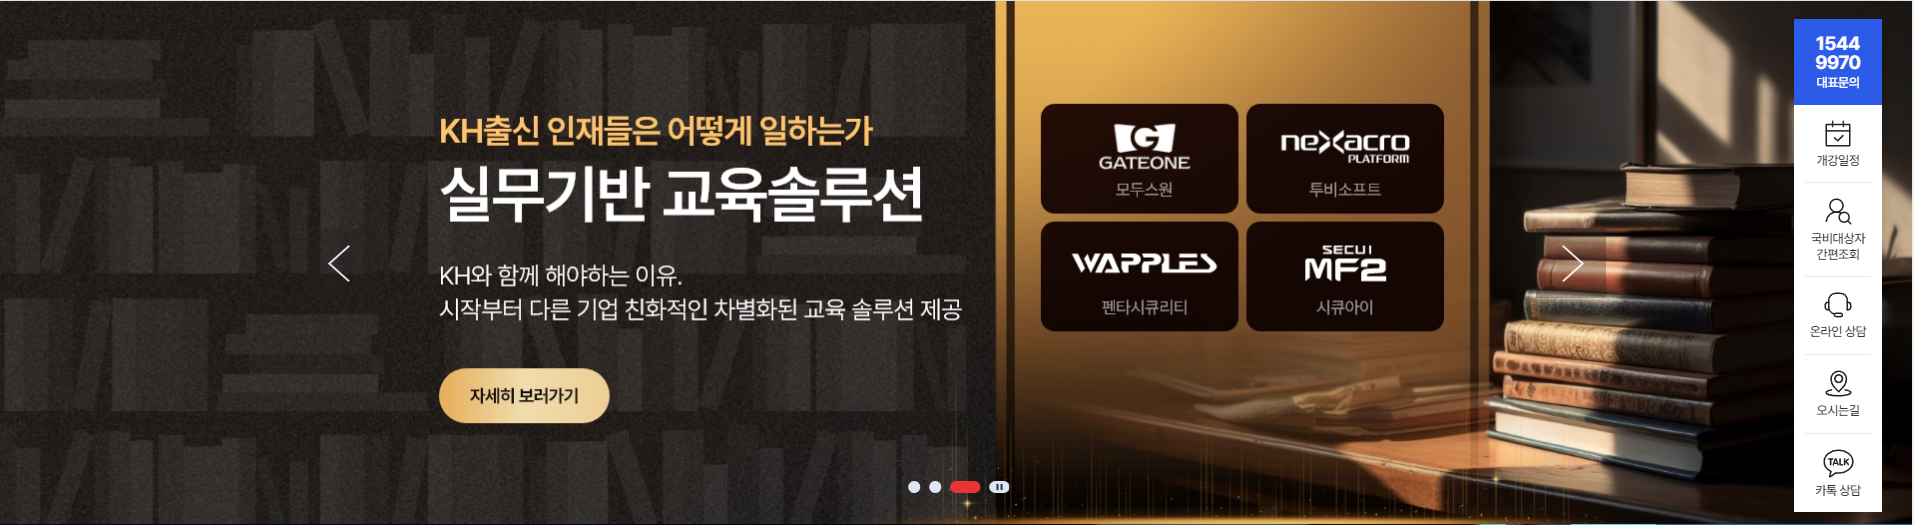 KH출신 인재들은 어떻게 일하는가
실무기반 교육솔루션
KH와 함께 해야하는 이유.
시작부터 다른 기업 친화적인 차별화된 교육 솔루션 제공
자세히 보러가기
G
GATEONE
모두스원
nexacro
PLATFORM
투비소프트
WAPPLES
펜타시큐리티
SECUI
MF2
시큐아이
1544
9970
대표문의
개강일정
국비대상자
간편조회
온라인 상담
오시는길
TALK
카톡 상담